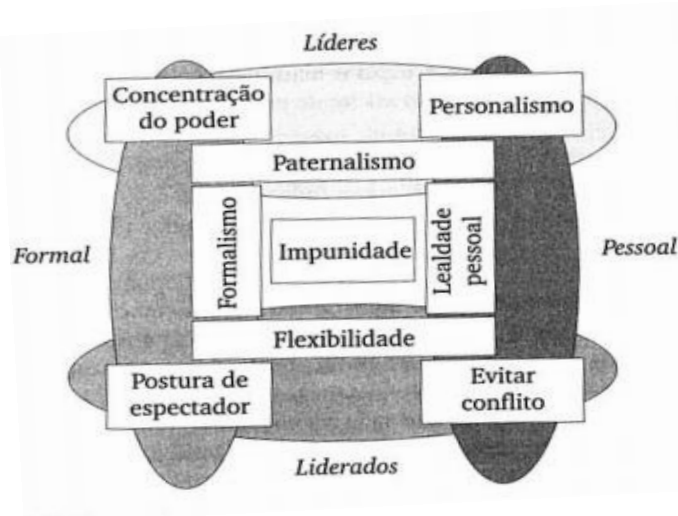 Líderes
Concentração
do poder
Personalismo
Paternalismo
Formal
Formalismo
Impunidade
Lealdade
pessoal
Pessoal
Flexibilidade
Postura de
espectador
Evitar
conflito
Liderados